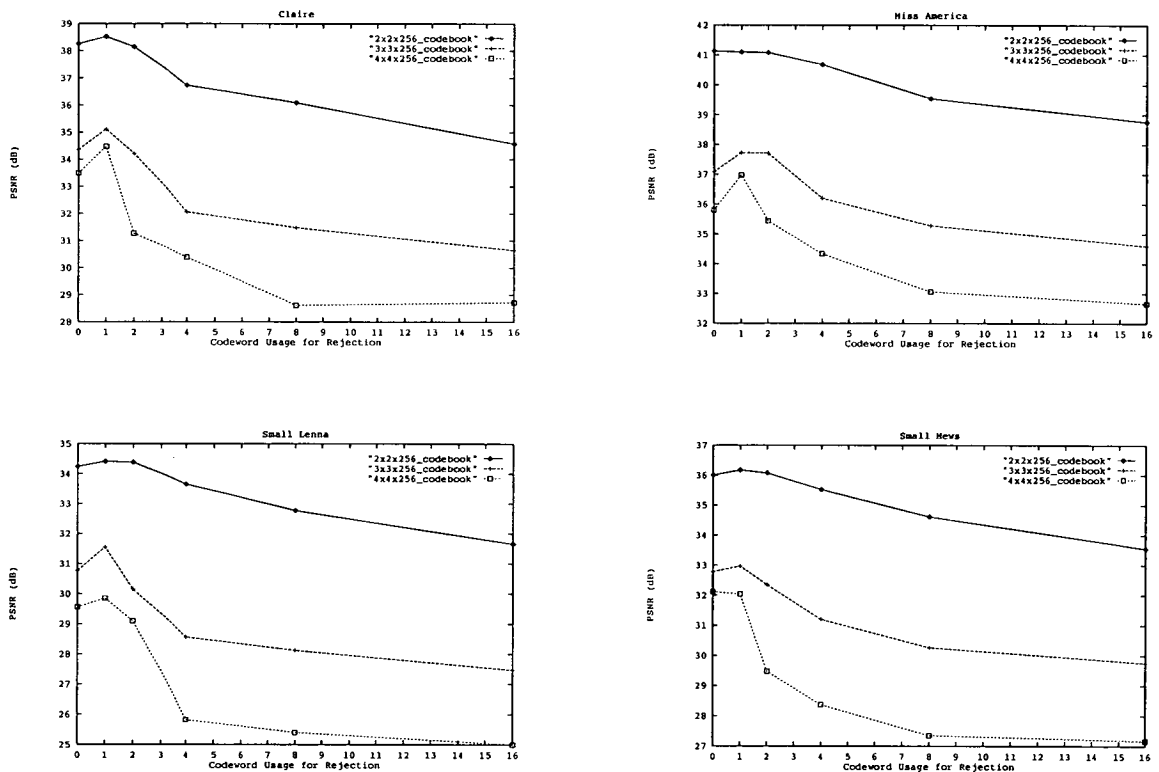 Claire
39
38
37
36
35
34
33
32
31
30
29
28
PSNR (dB)
"2x2x256_codebook"
"3x3x256_codebook"
"4x4x256_codebook"
0 1 2 3 4 5 6 7 8 9 10 11 12 13 14 15 16
Codeword Usage for Rejection
Miss America
42
41
40
39
38
37
36
35
34
33
32
PSNR (dB)
"2x2x256_codebook"
"3x3x256_codebook"
"4x4x256_codebook"
0 1 2 3 4 5 6 7 8 9 10 11 12 13 14 15 16
Codeword Usage for Rejection
Small Lenna
35
34
33
32
31
30
29
28
27
26
25
PSNR (dB)
"2x2x256_codebook"
"3x3x256_codebook"
"4x4x256_codebook"
0 1 2 3 4 5 6 7 8 9 10 11 12 13 14 15 16
Codeword Usage for Rejection
Small News
37
36
35
34
33
32
31
30
29
28
27
PSNR (dB)
"2x2x256_codebook"
"3x3x256_codebook"
"4x4x256_codebook"
0 1 2 3 4 5 6 7 8 9 10 11 12 13 14 15 16
Codeword Usage for Rejection